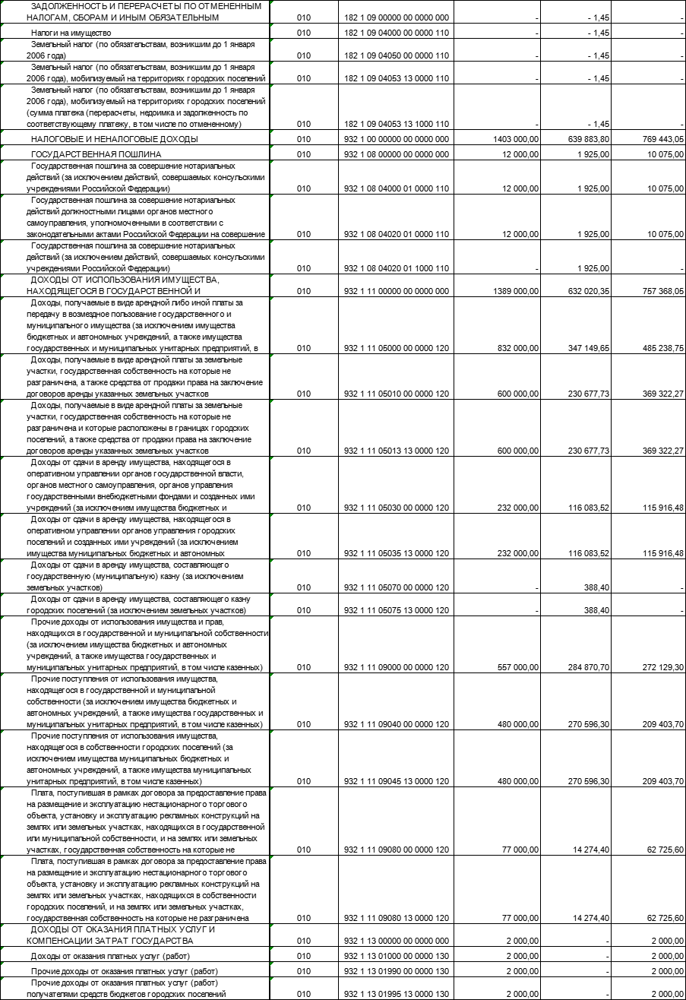 ЗАДОЛЖЕННОСТЬ И ПЕРЕРАСЧЕТЫ ПО ОТМЕНЕННЫМ
НАЛОГАМ, СБОРАМ И ИНЫМ ОБЯЗАТЕЛЬНЫМ 010 182 1 09 00000 00 0000 000 - - 1,45 -
Налоги на имущество 010 182 1 09 04000 00 0000 110 - - 1,45 -
Земельный налог (по обязательствам, возникшим до 1 января
2006 года) 010 182 1 09 04050 00 0000 110 - - 1,45 -
Земельный налог (по обязательствам, возникшим до 1 января
2006 года), мобилизуемый на территориях городских поселений 010 182 1 09 04053 13 0000 110 - - 1,45 -
Земельный налог (по обязательствам, возникшим до 1 января
2006 года), мобилизуемый на территориях городских поселений
(сумма платежа (перерасчеты, недоимка и задолженность по
соответствующему платежу, в том числе по отмененному) 010 182 1 09 04053 13 1000 110 - - 1,45 -
НАЛОГОВЫЕ И НЕНАЛОГОВЫЕ ДОХОДЫ 010 932 1 00 00000 00 0000 000 1403 000,00 639 883,80 769 443,05
ГОСУДАРСТВЕННАЯ ПОШЛИНА 010 932 1 08 00000 00 0000 000 12 000,00 1 925,00 10 075,00
Государственная пошлина за совершение нотариальных
действий (за исключением действий, совершаемых консульскими
учреждениями Российской Федерации) 010 932 1 08 04000 01 0000 110 12 000,00 1 925,00 10 075,00
Государственная пошлина за совершение нотариальных
действий должностными лицами органов местного
самоуправления, уполномоченными в соответствии с
законодательными актами Российской Федерации на совершение 010 932 1 08 04020 01 0000 110 12 000,00 1 925,00 10 075,00
Государственная пошлина за совершение нотариальных
действий (за исключением действий, совершаемых консульскими
учреждениями Российской Федерации) 010 932 1 08 04020 01 1000 110 - 1 925,00 -
ДОХОДЫ ОТ ИСПОЛЬЗОВАНИЯ ИМУЩЕСТВА,
НАХОДЯЩЕГОСЯ В ГОСУДАРСТВЕННОЙ И 010 932 1 11 00000 00 0000 000 1389 000,00 632 020,35 757 368,05
Доходы, получаемые в виде арендной либо иной платы за
передачу в возмездное пользование государственного и
муниципального имущества (за исключением имущества
бюджетных и автономных учреждений, а также имущества
государственных и муниципальных унитарных предприятий, в 010 932 1 11 05000 00 0000 120 832 000,00 347 149,65 485 238,75
Доходы, получаемые в виде арендной платы за земельные
участки, государственная собственность на которые не
разграничена, а также средства от продажи права на заключение
договоров аренды указанных земельных участков 010 932 1 11 05010 00 0000 120 600 000,00 230 677,73 369 322,27
Доходы, получаемые в виде арендной платы за земельные
участки, государственная собственность на которые не
разграничена и которые расположены в границах городских
поселений, а также средства от продажи права на заключение
договоров аренды указанных земельных участков 010 932 1 11 05013 13 0000 120 600 000,00 230 677,73 369 322,27
Доходы от сдачи в аренду имущества, находящегося в
оперативном управлении органов государственной власти,
органов местного самоуправления, органов управления
государственными внебюджетными фондами и созданных ими
учреждений (за исключением имущества бюджетных и 010 932 1 11 05030 00 0000 120 232 000,00 116 083,52 115 916,48
Доходы от сдачи в аренду имущества, находящегося в
оперативном управлении органов управления городских
поселений и созданных ими учреждений (за исключением
имущества муниципальных бюджетных и автономных 010 932 1 11 05035 13 0000 120 232 000,00 116 083,52 115 916,48
Доходы от сдачи в аренду имущества, составляющего
государственную (муниципальную) казну (за исключением
земельных участков) 010 932 1 11 05070 00 0000 120 - 388,40 -
Доходы от сдачи в аренду имущества, составляющего казну
городских поселений (за исключением земельных участков) 010 932 1 11 05075 13 0000 120 - 388,40 -
Прочие доходы от использования имущества и прав,
находящихся в государственной и муниципальной собственности
(за исключением имущества бюджетных и автономных
учреждений, а также имущества государственных и
муниципальных унитарных предприятий, в том числе казенных) 010 932 1 11 09000 00 0000 120 557 000,00 284 870,70 272 129,30
Прочие поступления от использования имущества,
находящегося в государственной и муниципальной
собственности (за исключением имущества бюджетных и
автономных учреждений, а также имущества государственных и
муниципальных унитарных предприятий, в том числе казенных) 010 932 1 11 09040 00 0000 120 480 000,00 270 596,30 209 403,70
Прочие поступления от использования имущества,
находящегося в собственности городских поселений (за
исключением имущества муниципальных бюджетных и
автономных учреждений, а также имущества муниципальных
унитарных предприятий, в том числе казенных) 010 932 1 11 09045 13 0000 120 480 000,00 270 596,30 209 403,70
Плата, поступившая в рамках договора за предоставление права
на размещение и эксплуатацию нестационарного торгового
объекта, установку и эксплуатацию рекламных конструкций на
землях или земельных участках, находящихся в государственной
или муниципальной собственности, и на землях или земельных
участках, государственная собственность на которые не 010 932 1 11 09080 00 0000 120 77 000,00 14 274,40 62 725,60
Плата, поступившая в рамках договора за предоставление права
на размещение и эксплуатацию нестационарного торгового
объекта, установку и эксплуатацию рекламных конструкций на
землях или земельных участках, находящихся в собственности
городских поселений, и на землях или земельных участках,
государственная собственность на которые не разграничена 010 932 1 11 09080 13 0000 120 77 000,00 14 274,40 62 725,60
ДОХОДЫ ОТ ОКАЗАНИЯ ПЛАТНЫХ УСЛУГ И
КОМПЕНСАЦИИ ЗАТРАТ ГОСУДАРСТВА 010 932 1 13 00000 00 0000 000 2 000,00 - 2 000,00
Доходы от оказания платных услуг (работ) 010 932 1 13 01000 00 0000 130 2 000,00 - 2 000,00
Прочие доходы от оказания платных услуг (работ) 010 932 1 13 01990 00 0000 130 2 000,00 - 2 000,00
Прочие доходы от оказания платных услуг (работ)
получателями средств бюджетов городских поселений 010 932 1 13 01995 13 0000 130 2 000,00 - 2 000,00